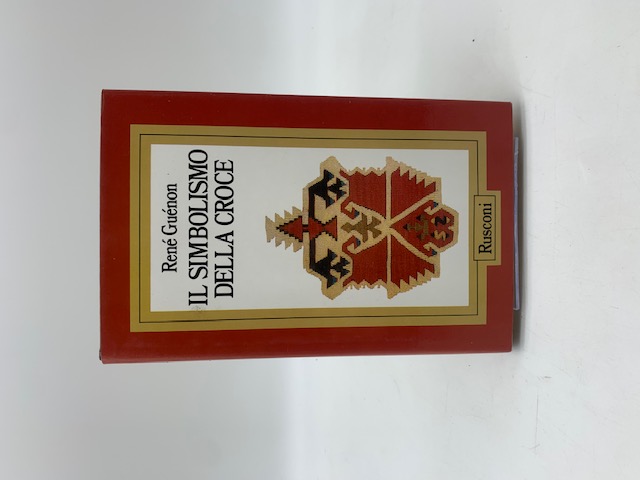 René Guénon
IL SIMBOLISMO
DELLA CROCE
Rusconi